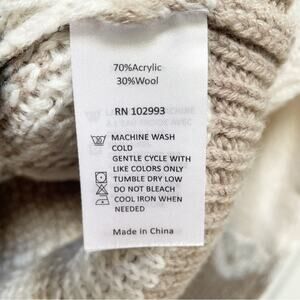 70%Acrylic
30%Wool
RN 102993
MACHINE WASH
COLD
GENTLE CYCLE WITH
LIKE COLORS ONLY
TUMBLE DRY LOW
DO NOT BLEACH
COOL IRON WHEN
NEEDED
Made in China